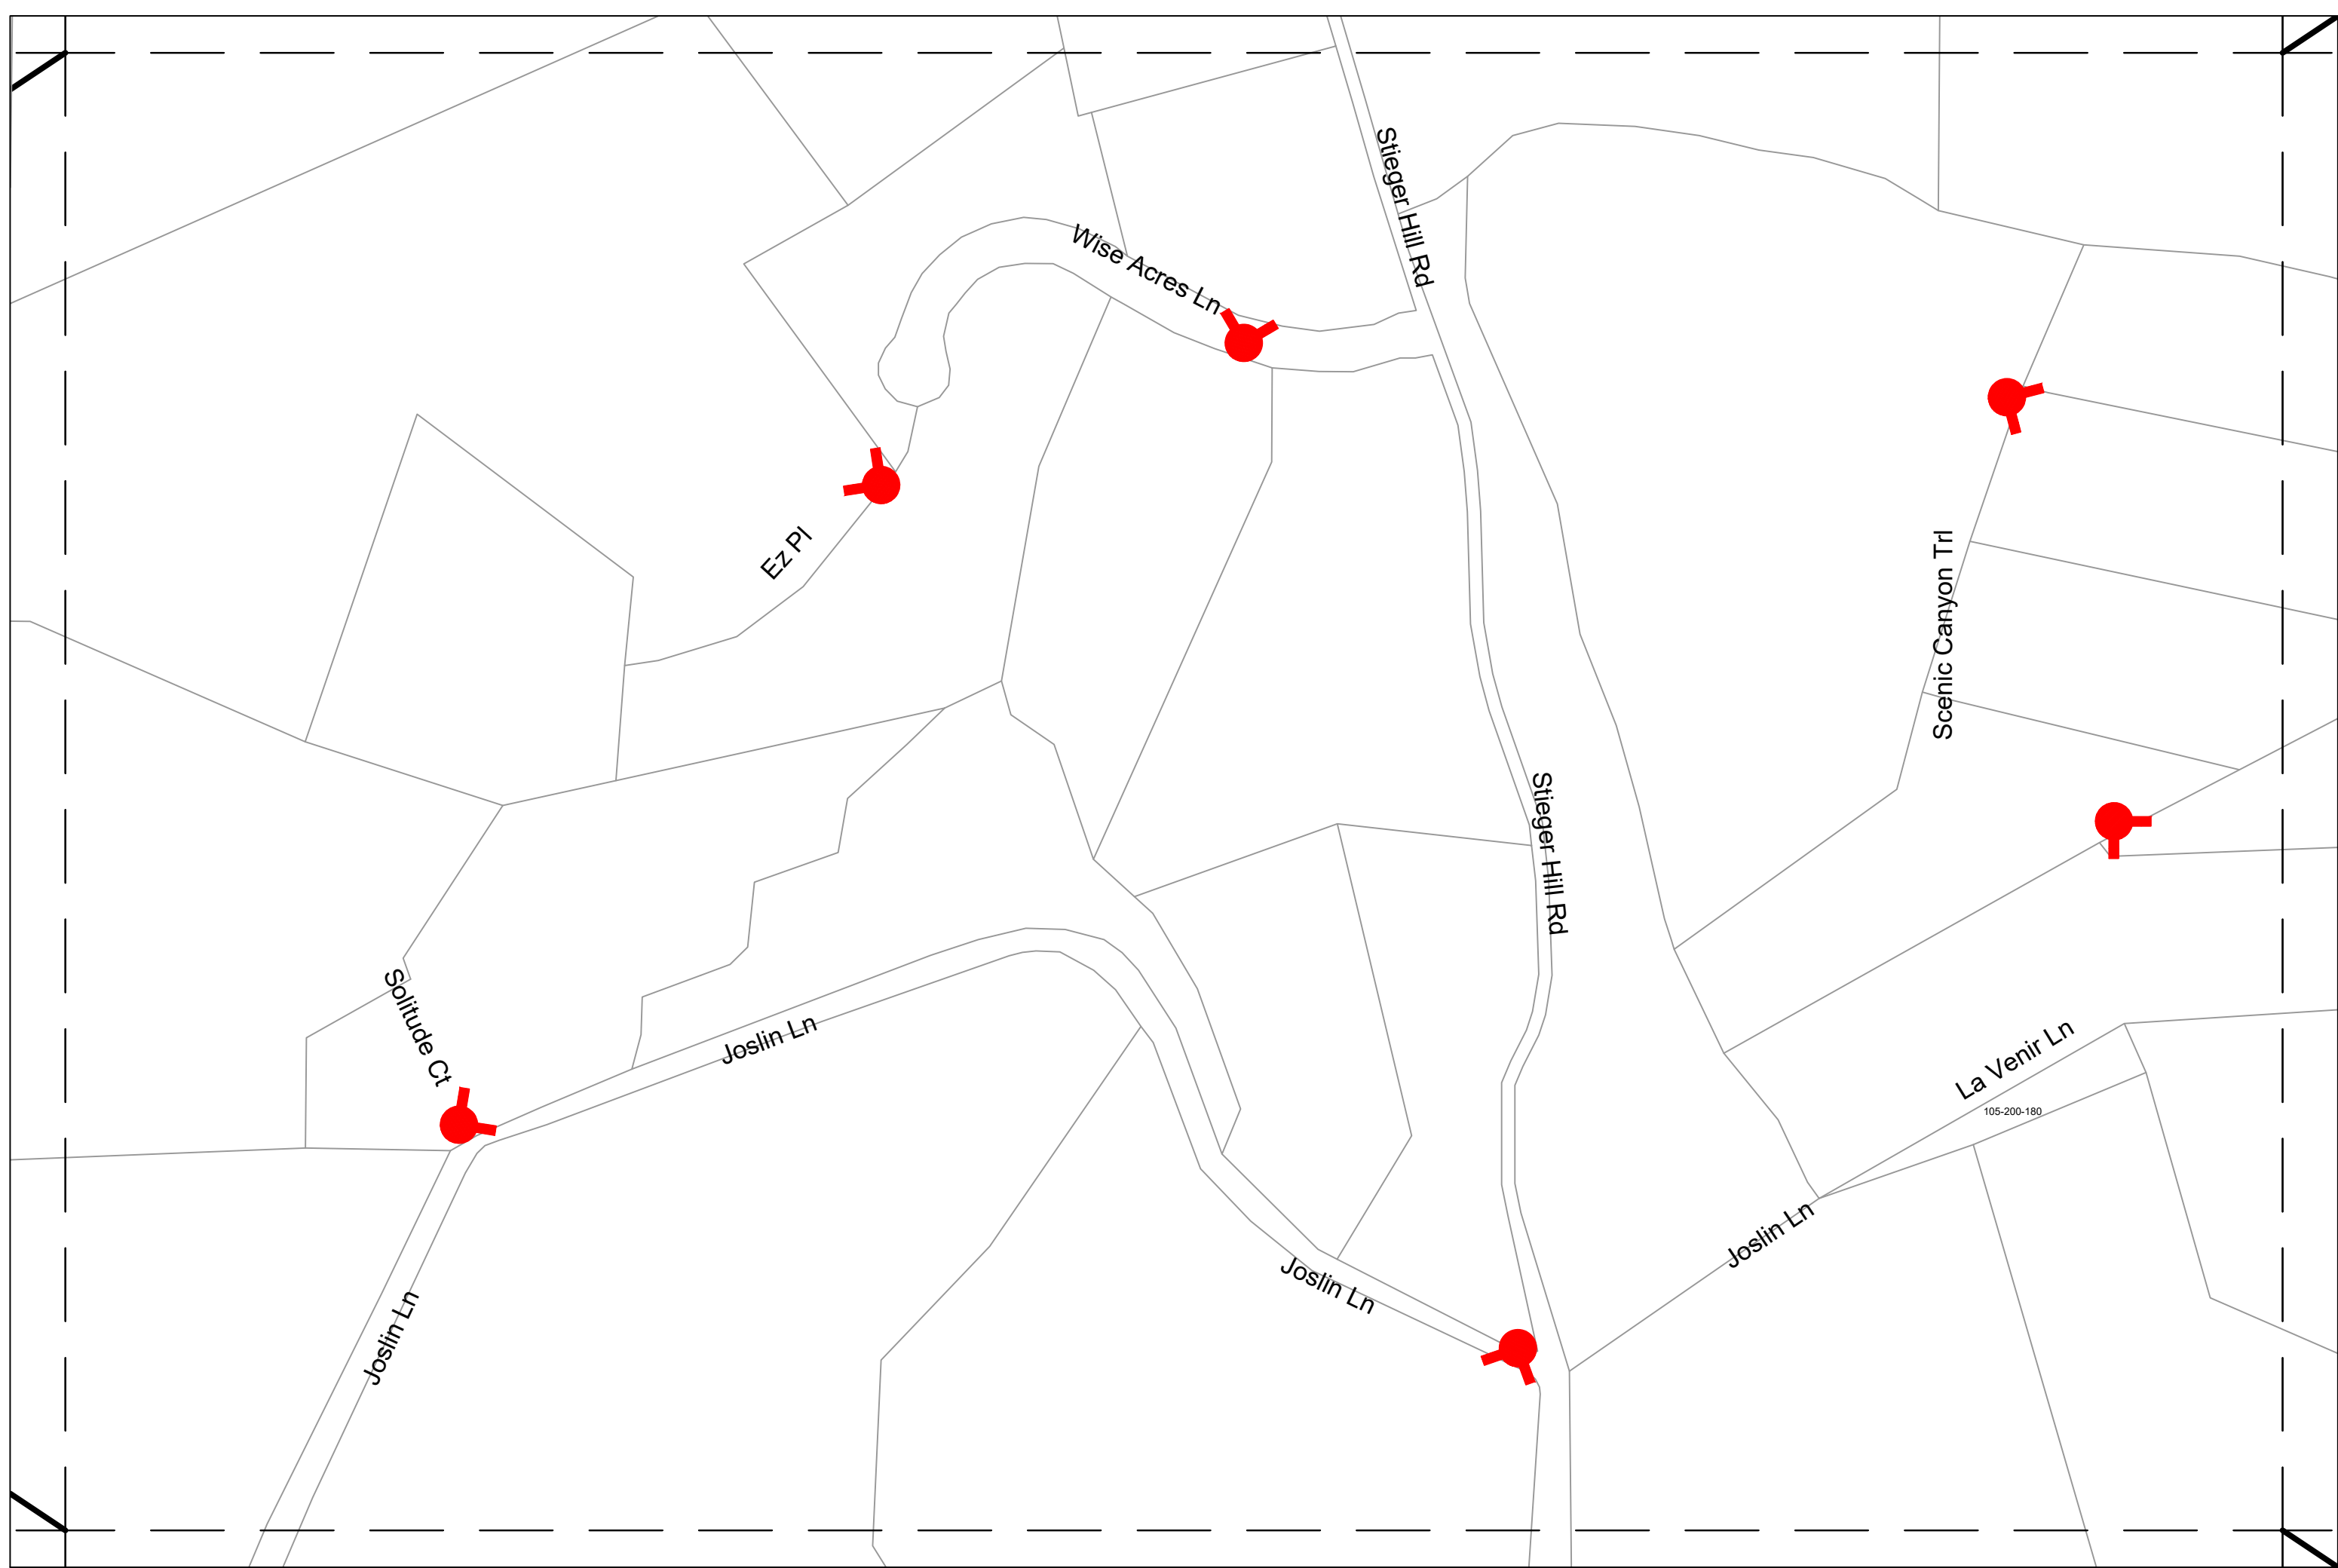 Stieger Hill Rd
Wise Acres Ln
Ez Pl
Scenic Canyon Trl
Stieger Hill Rd
Solitude Ct
Joslin Ln
La Venir Ln
105-200-180
Joslin Ln
Joslin Ln
Joslin Ln